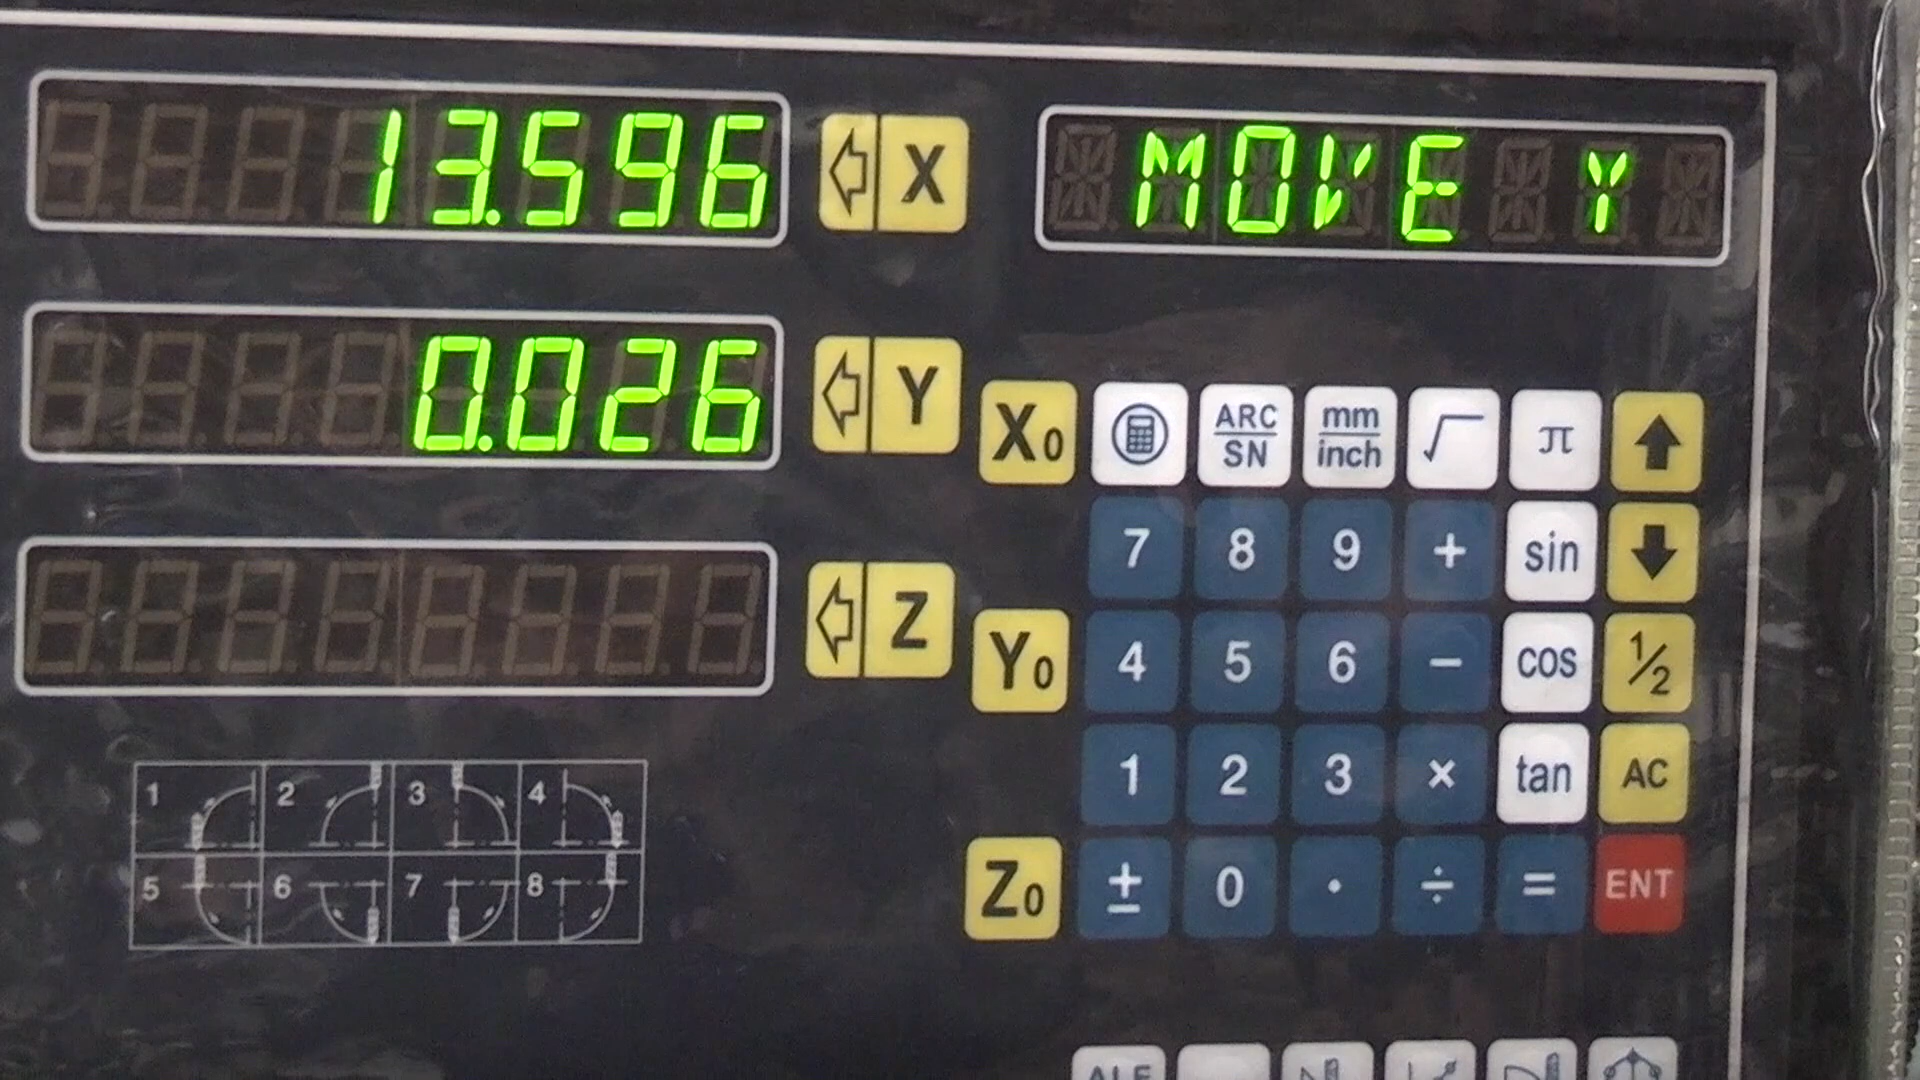 13.596
X
MOVE Y
0.026
Y
X0
ARC
SN
mm
inch
√
π
7
8
9
+
sin
Z
Y0
4
5
6
−
cos
1/2
1
2
3
×
tan
AC
1
2
3
4
5
6
7
8
Z0
±
0
.
÷
=
ENT